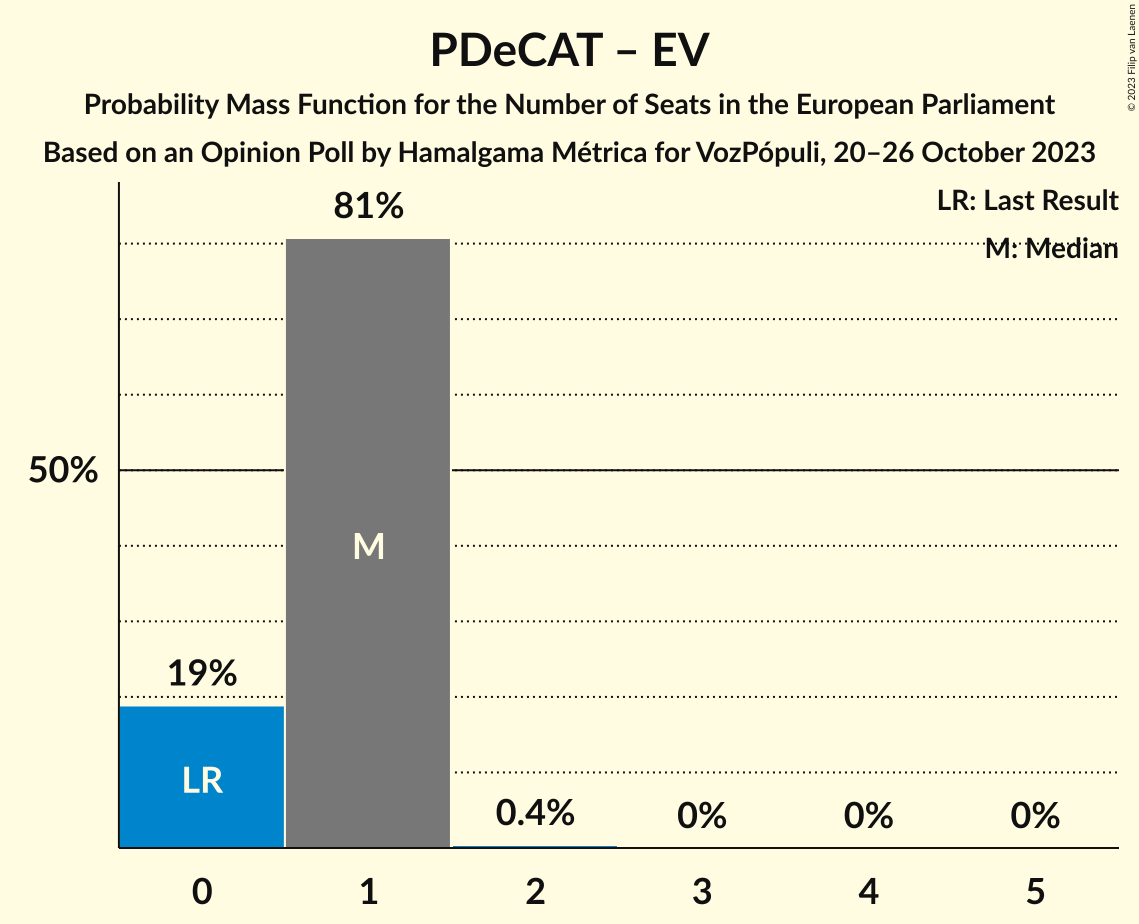 PDeCAT – EV
Probability Mass Function for the Number of Seats in the European Parliament
Based on an Opinion Poll by Hamalgama Métrica for VozPópuli, 20–26 October 2023
© 2023 Filip van Laenen
LR: Last Result
M: Median
81%
50%
M
19%
LR
0.4%
0%
0%
0%
0
1
2
3
4
5